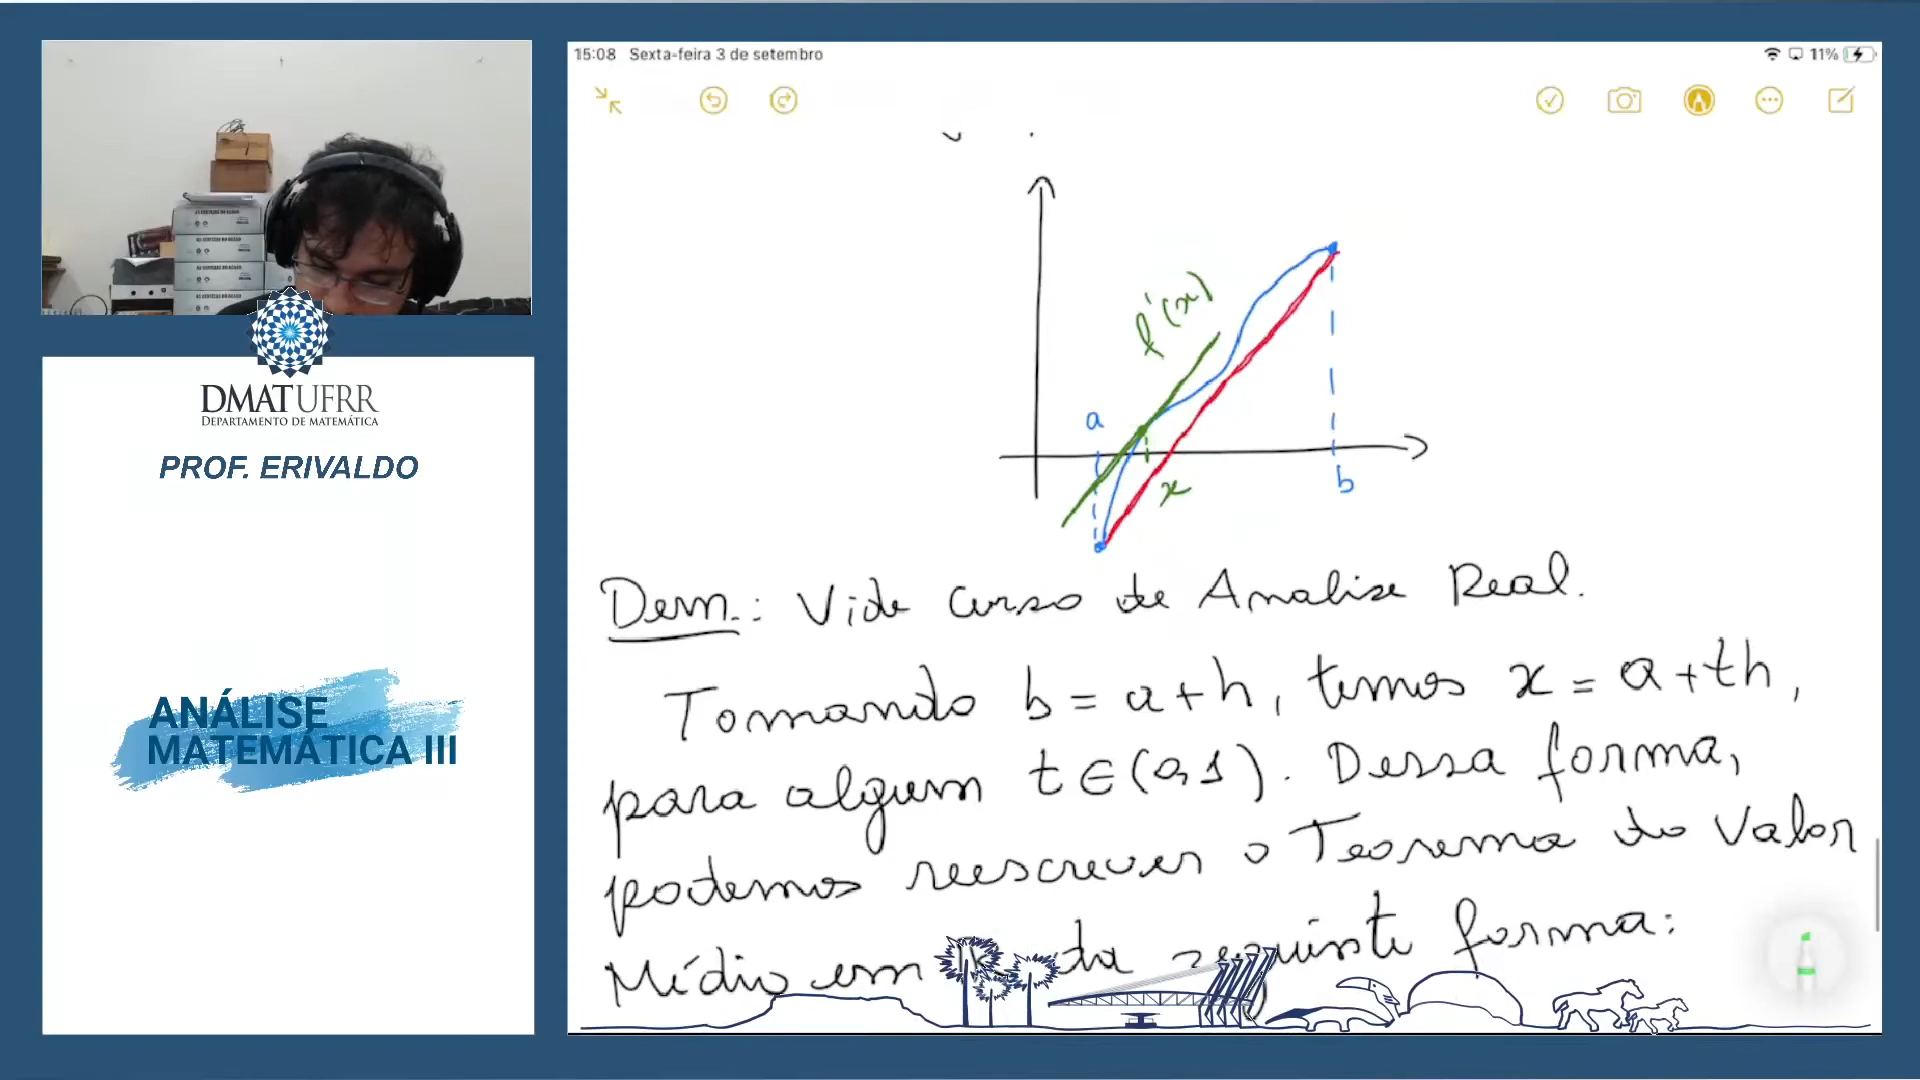 15:08 Sexta-feira 3 de setembro
11%
f'(x)
a
x
b
Dem.: Vide Curso de Analise Real.
Tomando b = a + h, temos x = a + th,
para algum t ∈ (0,1). Dessa forma,
podemos reescrever o Teorema do Valor
Médio em da seguinte forma:
DMAT UFRR
DEPARTAMENTO DE MATEMÁTICA
PROF. ERIVALDO
ANÁLISE
MATEMÁTICA III